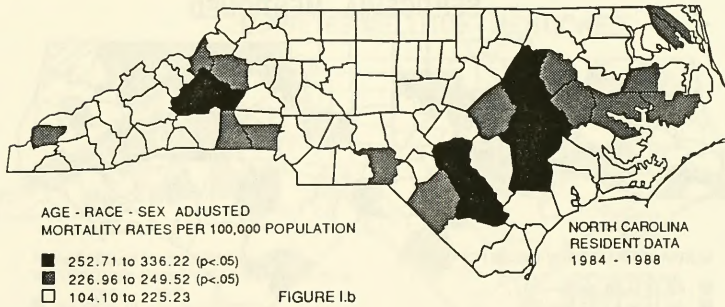 AGE - RACE - SEX ADJUSTED
MORTALITY RATES PER 100,000 POPULATION
252.71 to 336.22 (p<.05)
226.96 to 249.52 (p<.05)
104.10 to 225.23
FIGURE I.b
NORTH CAROLINA
RESIDENT DATA
1984 - 1988